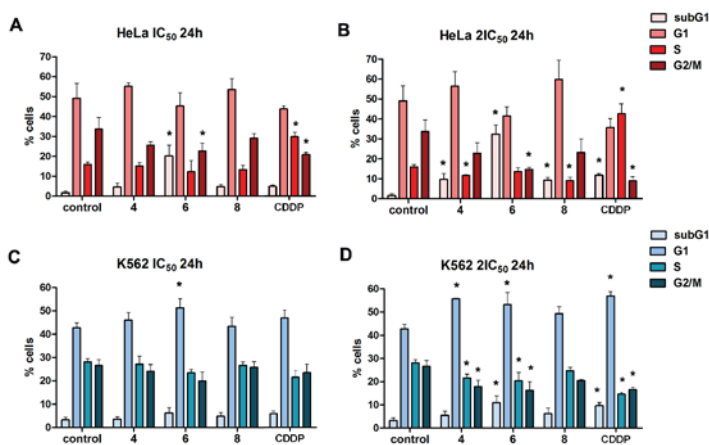 A
HeLa IC50 24h
% cells
70
60
50
40
30
20
10
0
* * * *
control 4 6 8 CDDP
B
HeLa 2IC50 24h
subG1
G1
S
G2/M
% cells
70
60
50
40
30
20
10
0
* * * * * * * * *
control 4 6 8 CDDP
C
K562 IC50 24h
% cells
60
50
40
30
20
10
0
*
control 4 6 8 CDDP
D
K562 2IC50 24h
subG1
G1
S
G2/M
% cells
60
50
40
30
20
10
0
* * * * * * * * * * *
control 4 6 8 CDDP